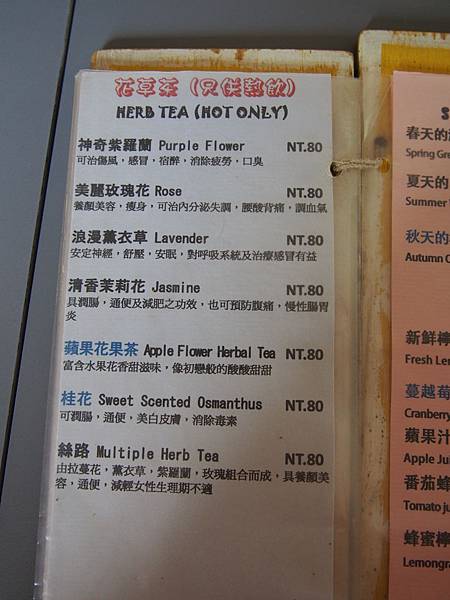 花草茶 (只供熱飲)
HERB TEA (HOT ONLY)
神奇紫羅蘭 Purple Flower NT.80
可治傷風，感冒，宿醉，消除疲勞，口臭
美麗玫瑰花 Rose NT.80
養顏美容，瘦身，可治內分泌失調，腰酸背痛，調血氣
浪漫薰衣草 Lavender NT.80
安定神經，舒壓，安眠，對呼吸系統及治療感冒有益
清香茉莉花 Jasmine NT.80
具潤腸，通便及減肥之功效，也可預防腹痛，慢性腸胃
炎
蘋果花果茶 Apple Flower Herbal Tea NT.80
富含水果花香甜滋味，像初戀般的酸酸甜甜
桂花 Sweet Scented Osmanthus NT.80
可潤腸，通便，美白皮膚，消除毒素
絲路 Multiple Herb Tea NT.80
由拉蔓花，薰衣草，紫羅蘭，玫瑰組合而成，具養顏美
容，通便，減輕女性生理期不適
S
春天的
Spring Gre
夏天的
Summer
秋天的
Autumn C
新鮮檸
Fresh Le
蔓越莓
Cranberry
蘋果汁
Apple Jui
番茄蜂
Tomato ju
蜂蜜檸
Lemongra